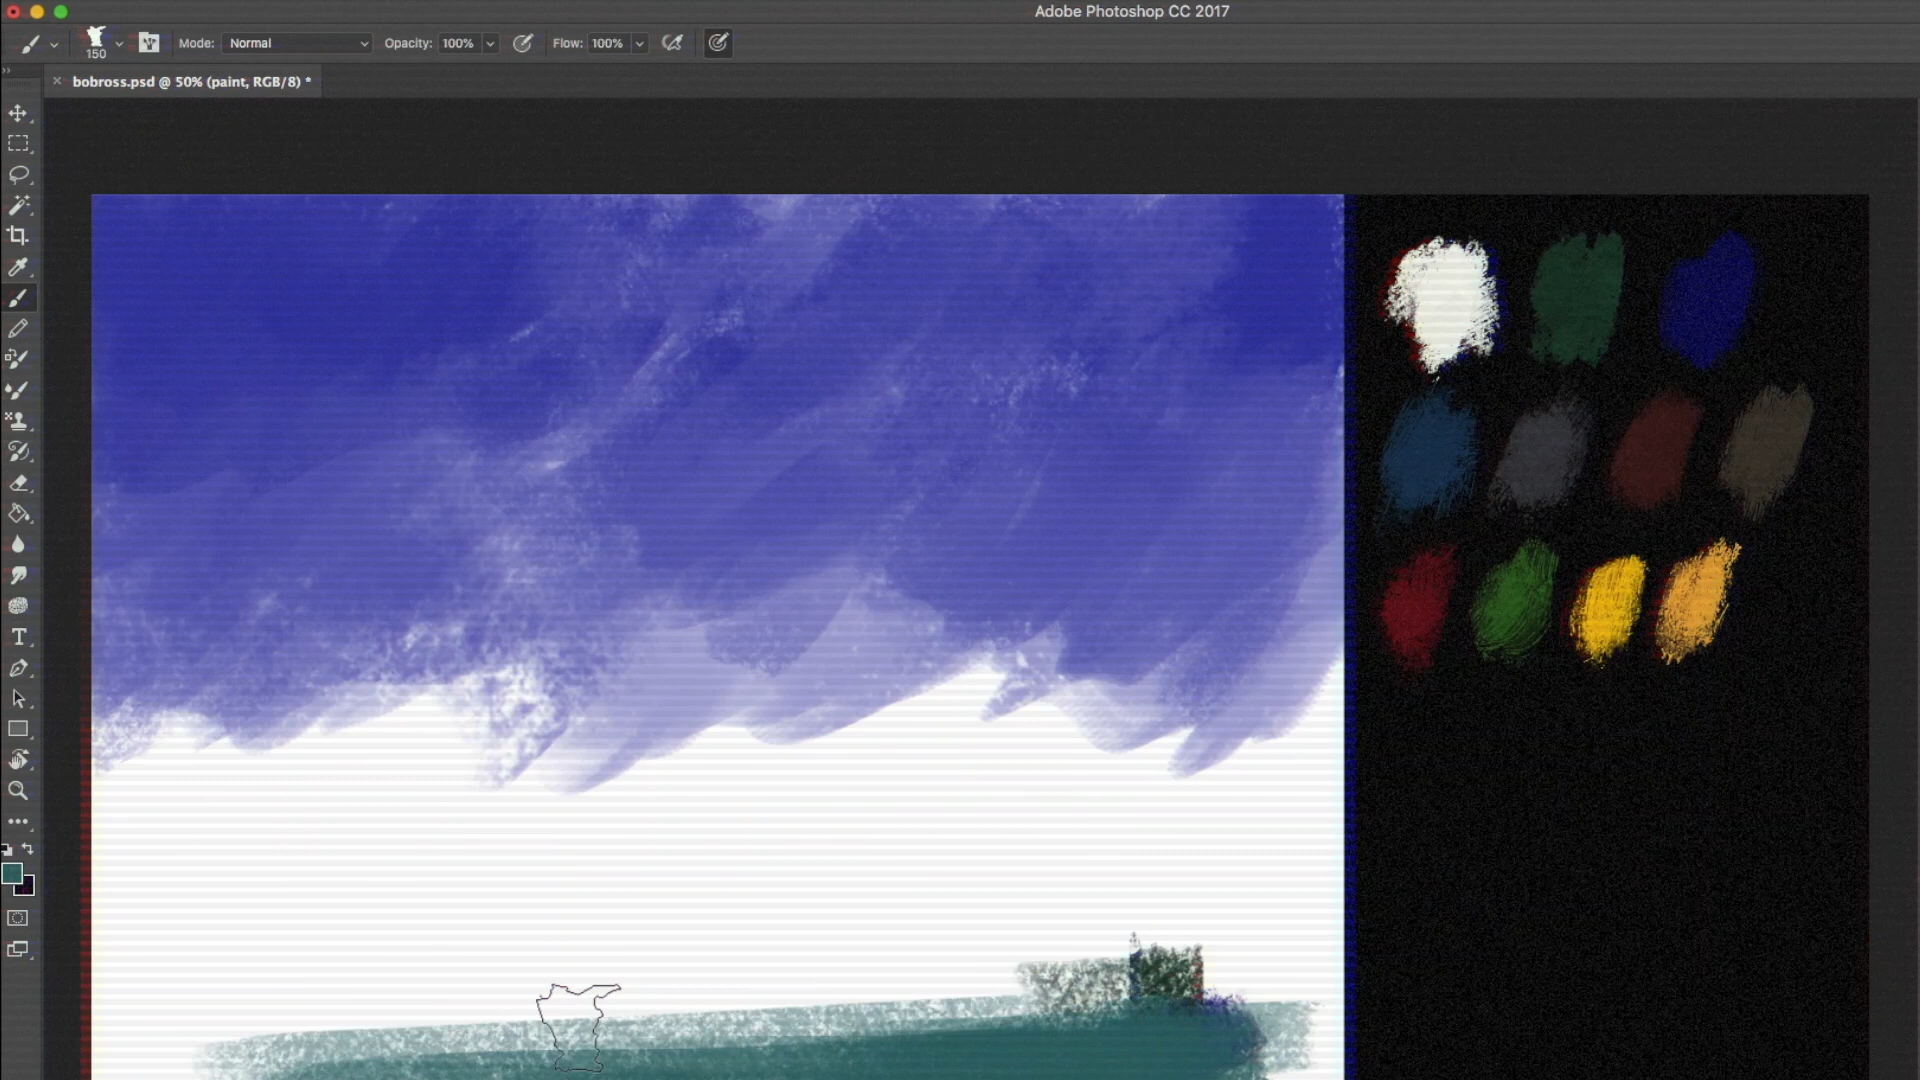 Adobe Photoshop CC 2017
150
Mode: Normal Opacity: 100% Flow: 100%
bobross.psd @ 50% (paint, RGB/8) *
T